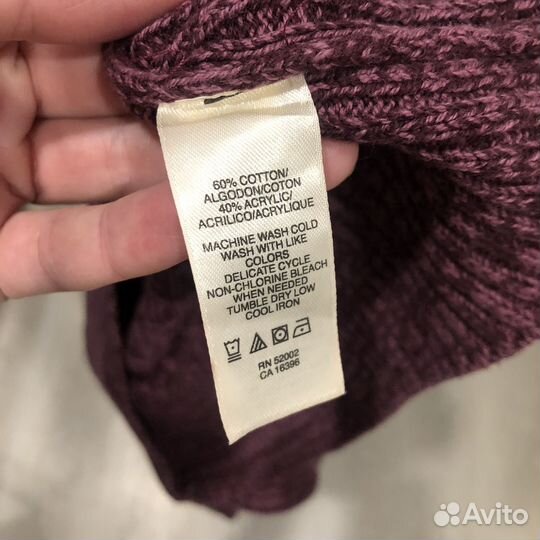 60% COTTON/
ALGODON/COTON
40% ACRYLIC/
ACRILICO/ACRYLIQUE
MACHINE WASH COLD
WASH WITH LIKE
COLORS
DELICATE CYCLE
NON-CHLORINE BLEACH
WHEN NEEDED
TUMBLE DRY LOW
COOL IRON
RN 52002
CA 16396
Avito